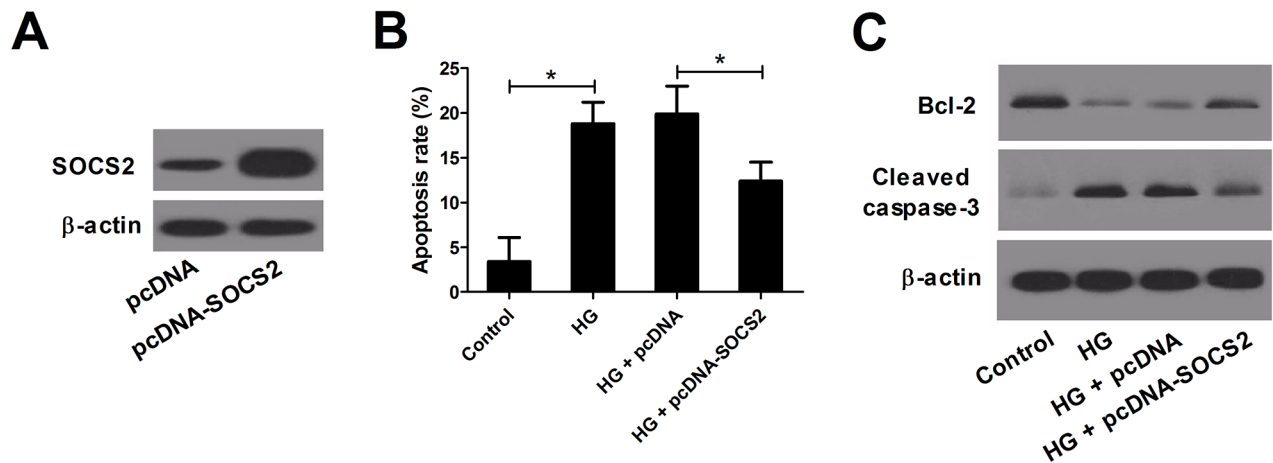 A
SOCS2
β-actin
pcDNA
pcDNA-SOCS2
B
Apoptosis rate (%)
25
20
15
10
5
0
*
*
Control
HG
HG + pcDNA
HG + pcDNA-SOCS2
C
Bcl-2
Cleaved
caspase-3
β-actin
Control
HG
HG + pcDNA
HG + pcDNA-SOCS2